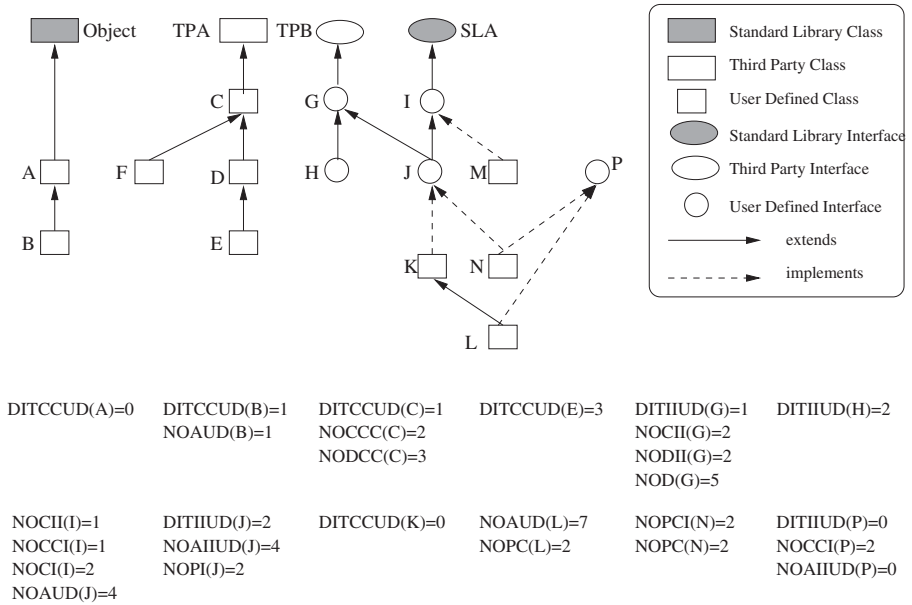 Object
TPA
TPB
SLA
C
G
I
A
F
D
H
J
M
P
B
E
K
N
L
Standard Library Class
Third Party Class
User Defined Class
Standard Library Interface
Third Party Interface
User Defined Interface
extends
implements
DITCCUD(A)=0
DITCCUD(B)=1
NOAUD(B)=1
DITCCUD(C)=1
NOCCC(C)=2
NODCC(C)=3
DITCCUD(E)=3
DITIIUD(G)=1
NOCII(G)=2
NODII(G)=2
NOD(G)=5
DITIIUD(H)=2
NOCII(I)=1
NOCCI(I)=1
NOCI(I)=2
NOAUD(J)=4
DITIIUD(J)=2
NOAIIUD(J)=4
NOPI(J)=2
DITCCUD(K)=0
NOAUD(L)=7
NOPC(L)=2
NOPCI(N)=2
NOPC(N)=2
DITIIUD(P)=0
NOCCI(P)=2
NOAIIUD(P)=0